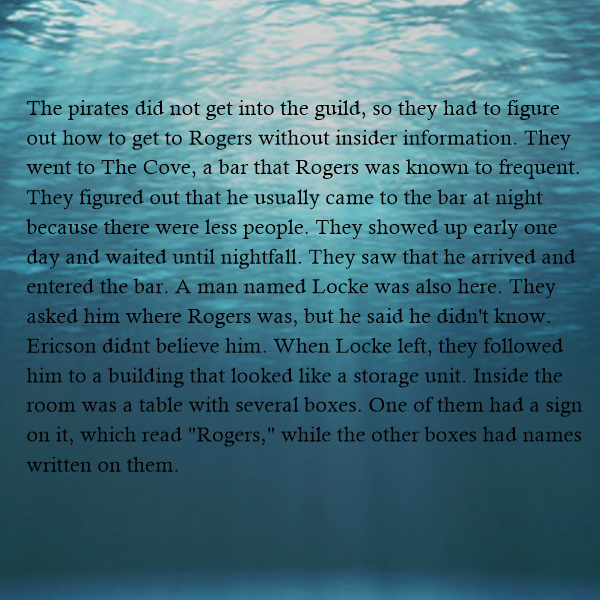 The pirates did not get into the guild, so they had to figure
out how to get to Rogers without insider information. They
went to The Cove, a bar that Rogers was known to frequent.
They figured out that he usually came to the bar at night
because there were less people. They showed up early one
day and waited until nightfall. They saw that he arrived and
entered the bar. A man named Locke was also here. They
asked him where Rogers was, but he said he didn't know.
Ericson didnt believe him. When Locke left, they followed
him to a building that looked like a storage unit. Inside the
room was a table with several boxes. One of them had a sign
on it, which read "Rogers," while the other boxes had names
written on them.